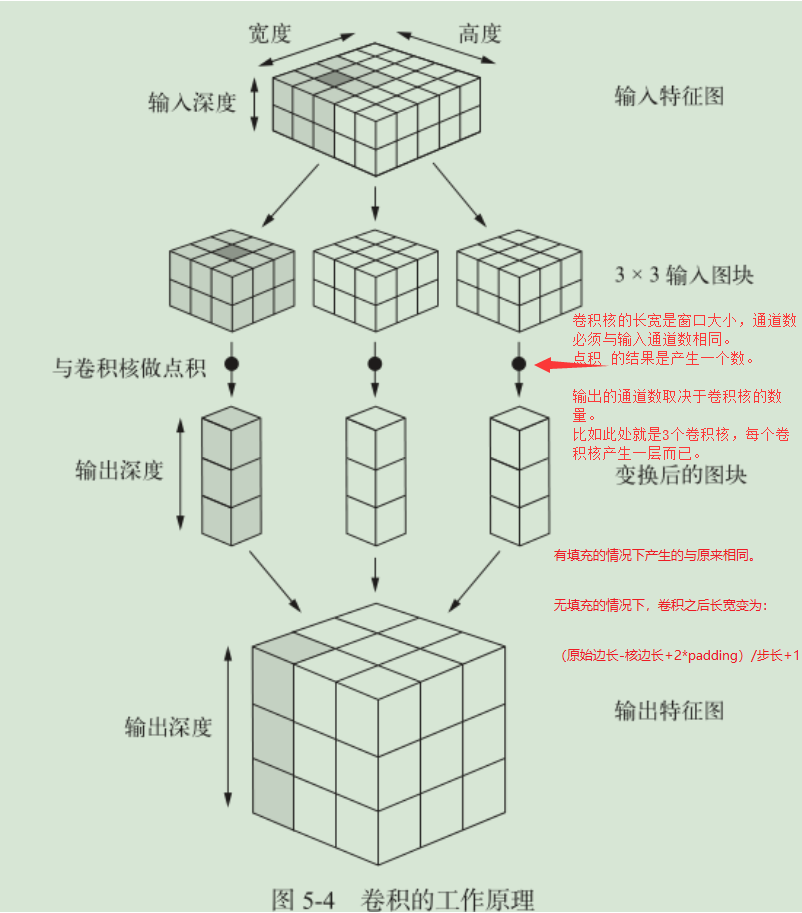 宽度
高度
输入深度
输入特征图
3 × 3 输入图块
卷积核的长宽是窗口大小，通道数
必须与输入通道数相同。
点积 的结果是产生一个数。
与卷积核做点积
输出的通道数取决于卷积核的数
量。
比如此处就是3个卷积核，每个卷
积核产生一层而已。
输出深度
变换后的图块
有填充的情况下产生的与原来相同。
无填充的情况下，卷积之后长宽变为：
（原始边长-核边长+2*padding）/步长+1
输出特征图
输出深度
图 5-4 卷积的工作原理